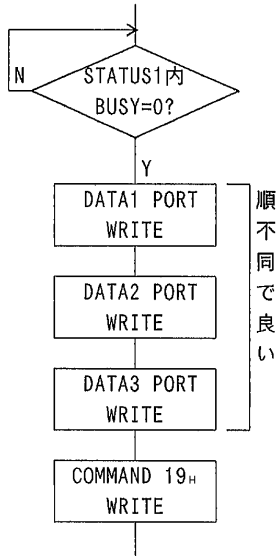 STATUS1内
BUSY=0?
N
Y
DATA1 PORT
WRITE
DATA2 PORT
WRITE
DATA3 PORT
WRITE
順不同で良い
COMMAND 19H
WRITE